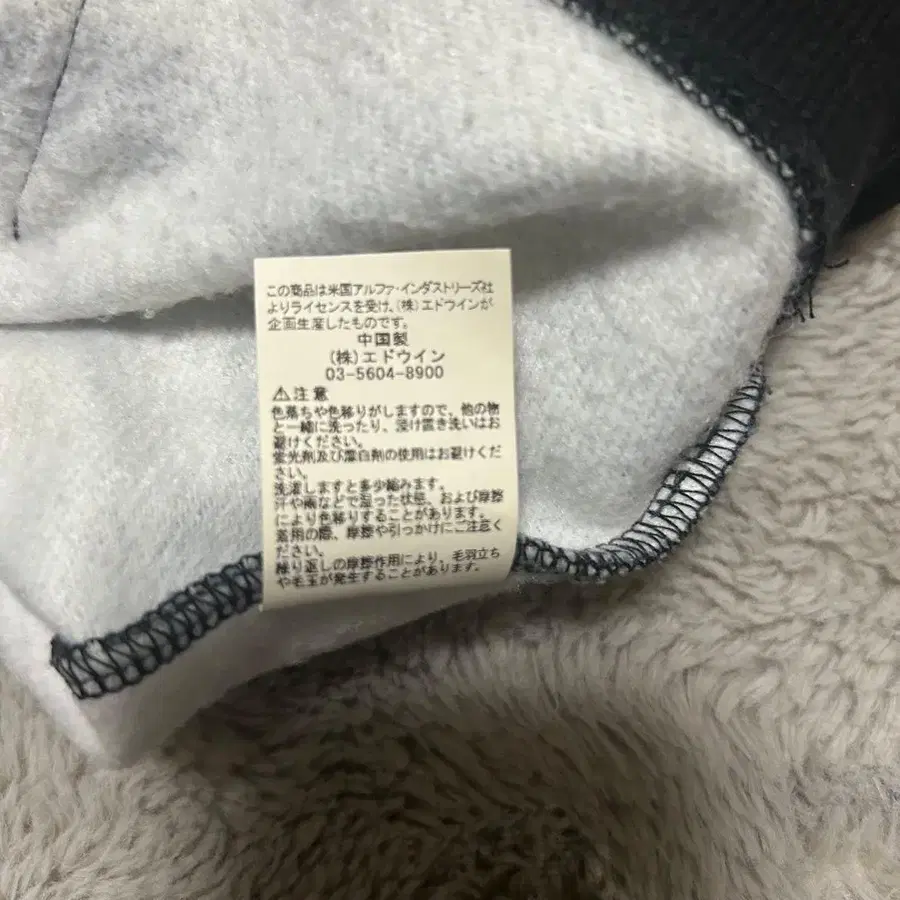 この商品は米国アルファ・インダストリーズ社
よりライセンスを受け、(株)エドウインが
企画生産したものです。
中国製
(株)エドウイン
03-5604-8900
⚠注意
色落ちや色移りがしますので、他の物
と一緒に洗ったり、浸け置き洗いはお
避けください。
蛍光剤及び漂白剤の使用はお避けくだ
さい。
洗濯しますと多少縮みます。
汗や雨などで湿った状態、および摩擦
により色移りすることがあります。
着用の際、摩擦や引っかけにご注意く
ださい。
繰り返しの摩擦作用により、毛羽立ち
や毛玉が発生することがあります。